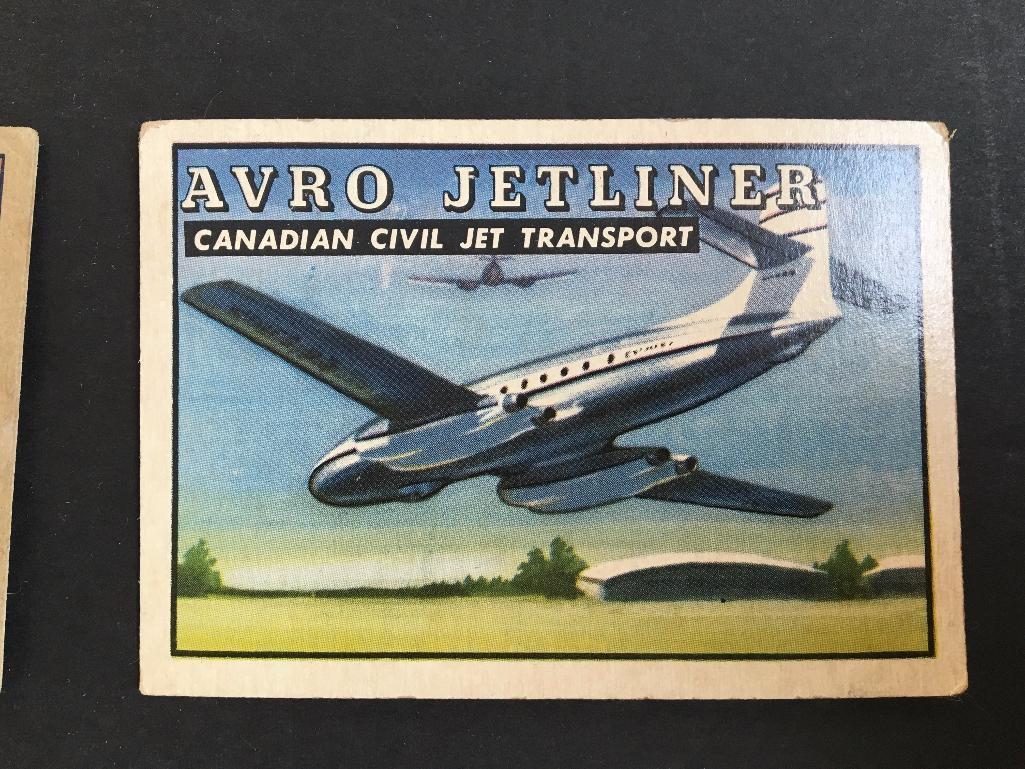 AVRO JETLINER
CANADIAN CIVIL JET TRANSPORT